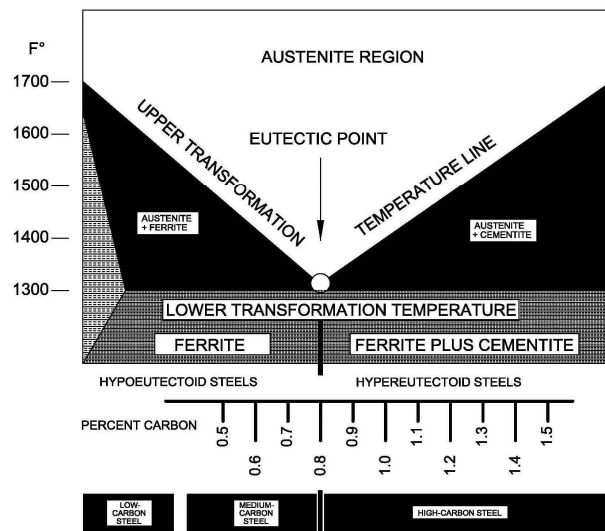 F°
AUSTENITE REGION
1700
1600
1500
1400
1300
UPPER TRANSFORMATION
EUTECTIC POINT
TEMPERATURE LINE
AUSTENITE
+ FERRITE
AUSTENITE
+ CEMENTITE
LOWER TRANSFORMATION TEMPERATURE
FERRITE
FERRITE PLUS CEMENTITE
HYPOEUTECTOID STEELS
HYPEREUTECTOID STEELS
PERCENT CARBON
0.5
0.6
0.7
0.8
0.9
1.0
1.1
1.2
1.3
1.4
1.5
LOW-
CARBON
STEEL
MEDIUM-
CARBON
STEEL
HIGH-CARBON STEEL